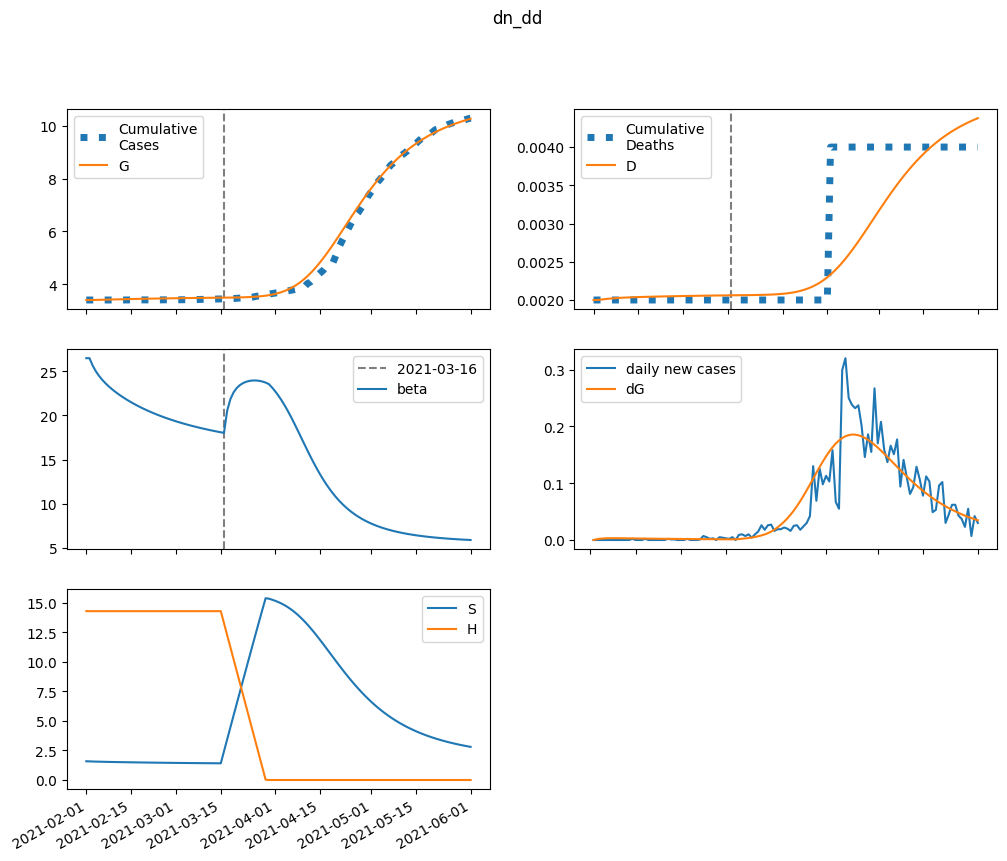 dn_dd
10
8
6
4
Cumulative
Cases
G
0.0040
0.0035
0.0030
0.0025
0.0020
Cumulative
Deaths
D
25
20
15
10
5
2021-03-16
beta
0.3
0.2
0.1
0.0
daily new cases
dG
15.0
12.5
10.0
7.5
5.0
2.5
0.0
S
H
2021-02-01
2021-02-15
2021-03-01
2021-03-15
2021-04-01
2021-04-15
2021-05-01
2021-05-15
2021-06-01